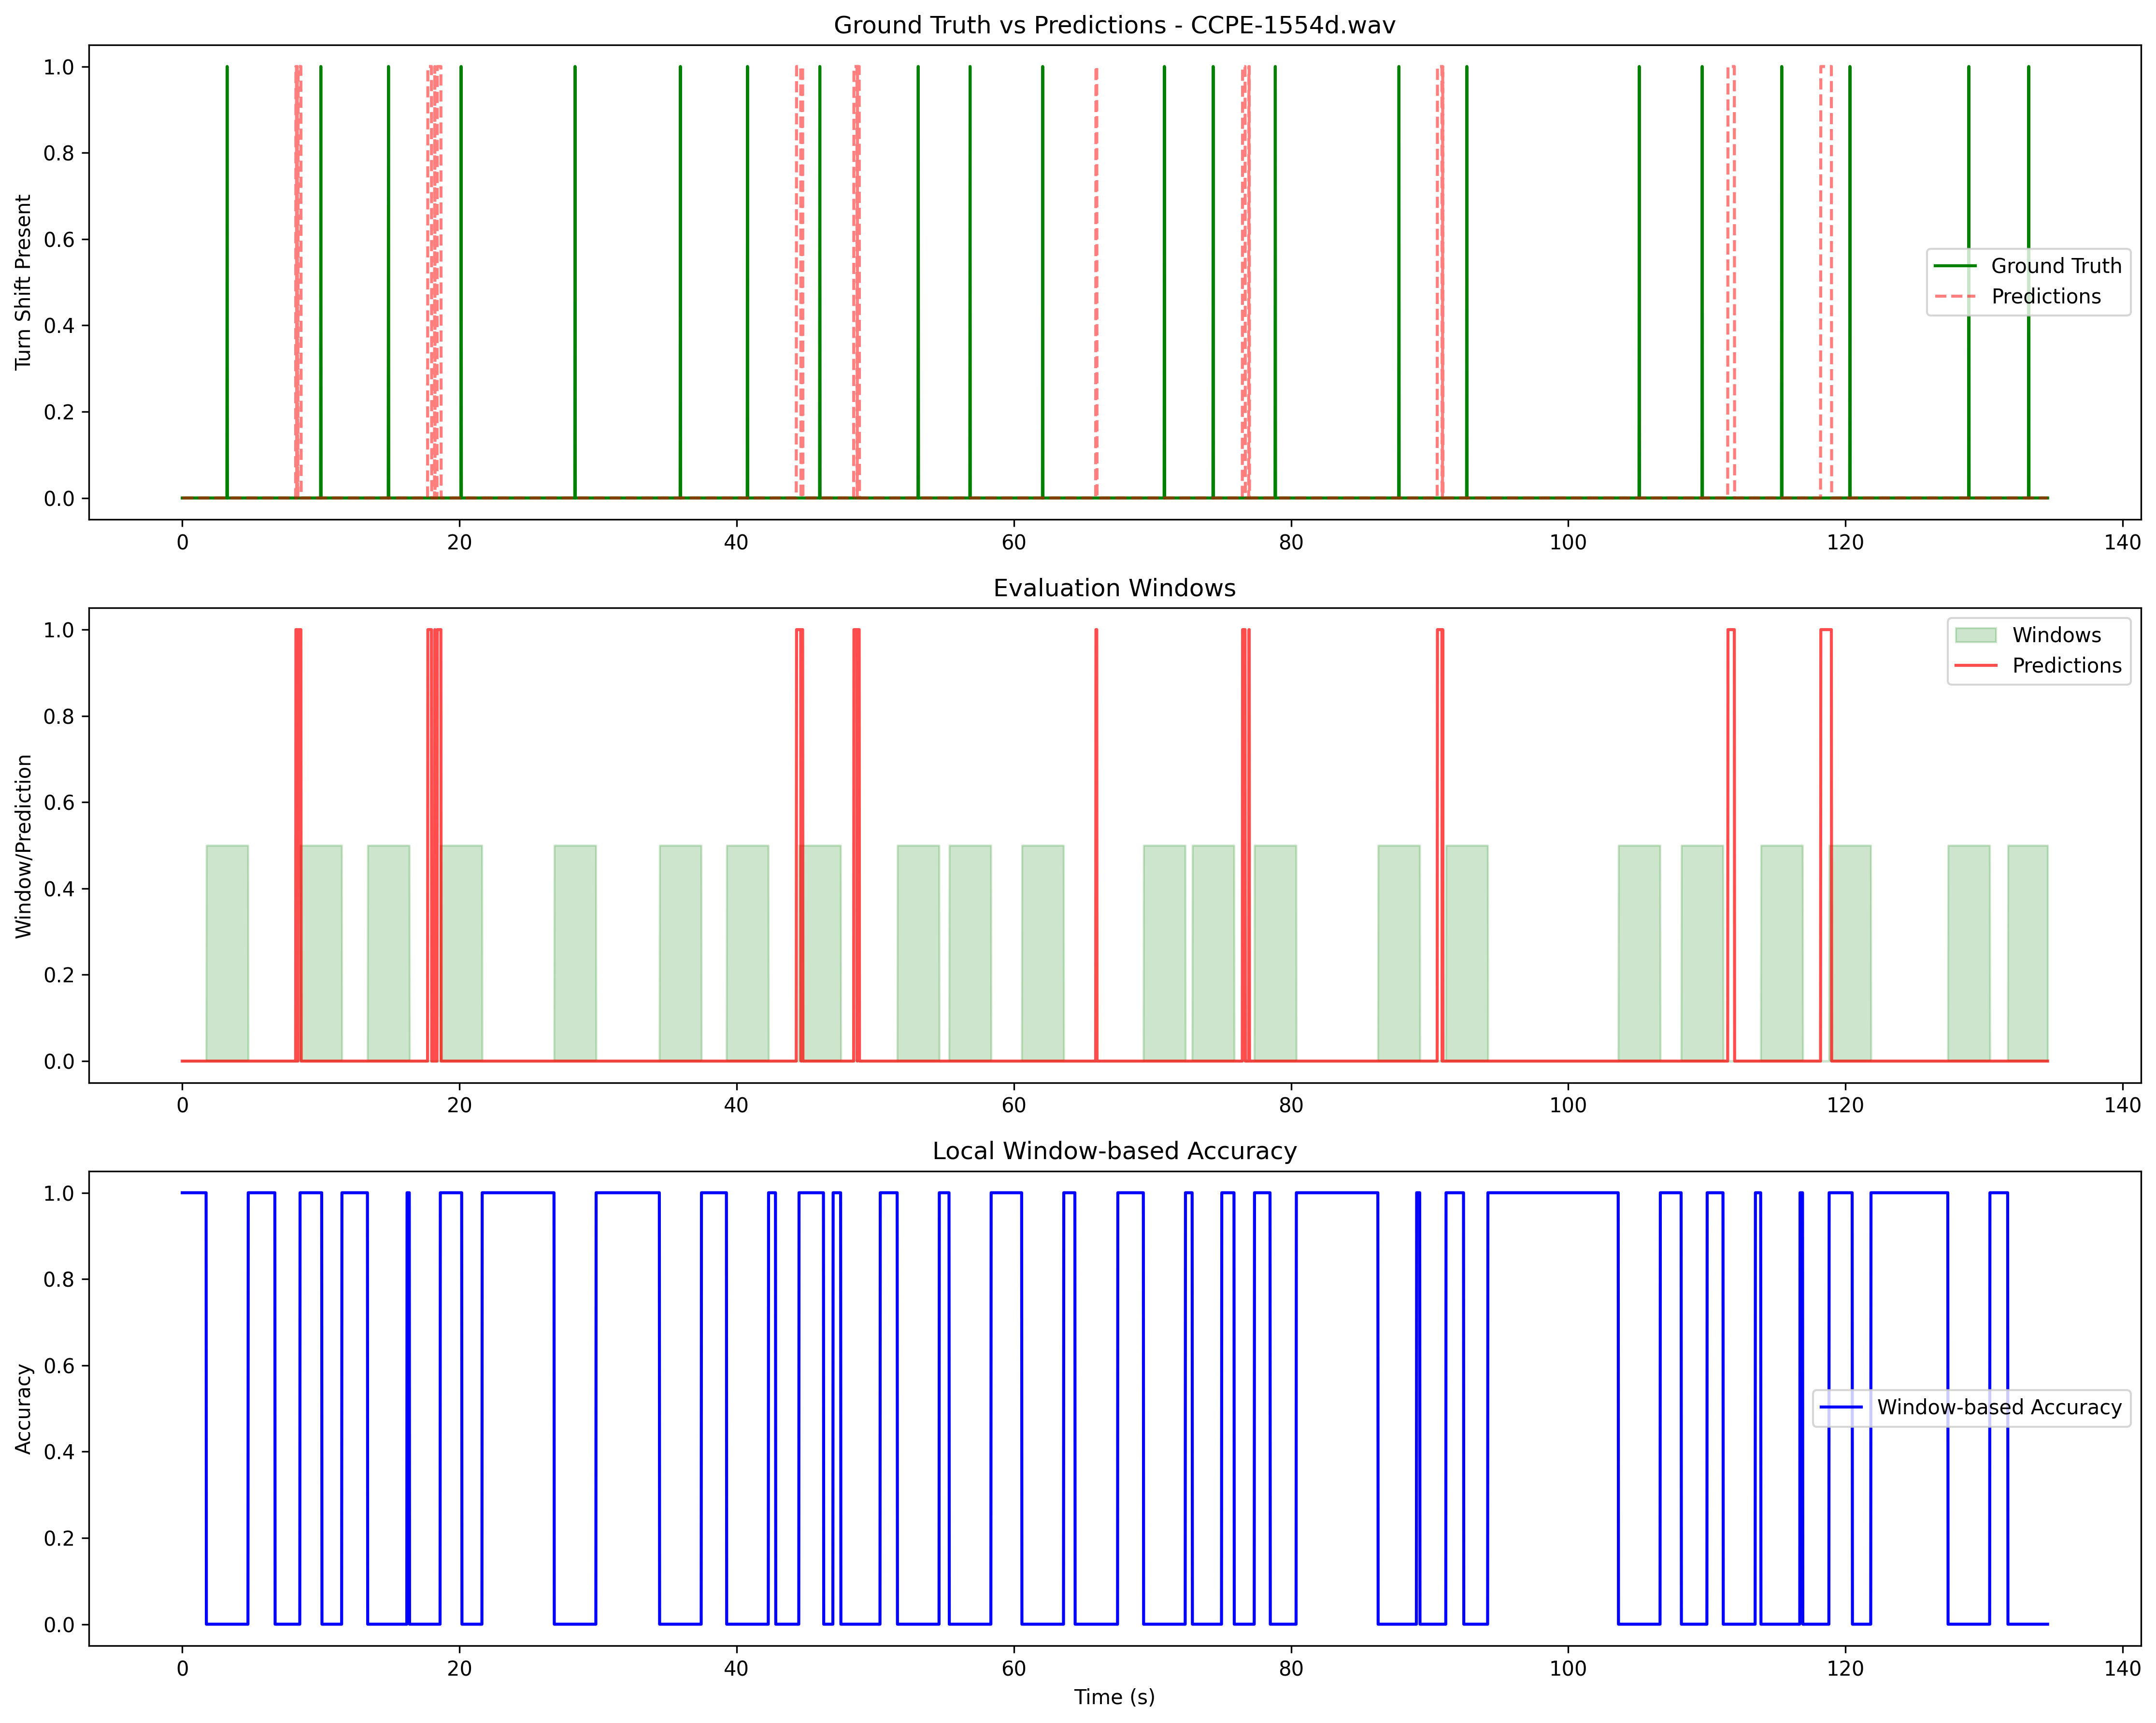 Ground Truth vs Predictions - CCPE-1554d.wav
Turn Shift Present
1.0
0.8
0.6
0.4
0.2
0.0
Ground Truth
Predictions
0 20 40 60 80 100 120 140
Evaluation Windows
Window/Prediction
1.0
0.8
0.6
0.4
0.2
0.0
Windows
Predictions
0 20 40 60 80 100 120 140
Local Window-based Accuracy
Accuracy
1.0
0.8
0.6
0.4
0.2
0.0
Window-based Accuracy
0 20 40 60 80 100 120 140
Time (s)